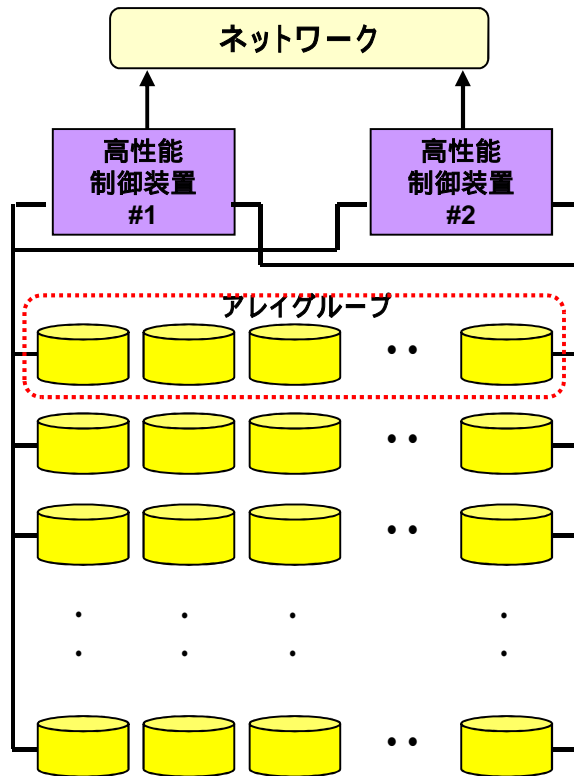 ネットワーク
高性能
制御装置
#1
高性能
制御装置
#2
アレイグループ